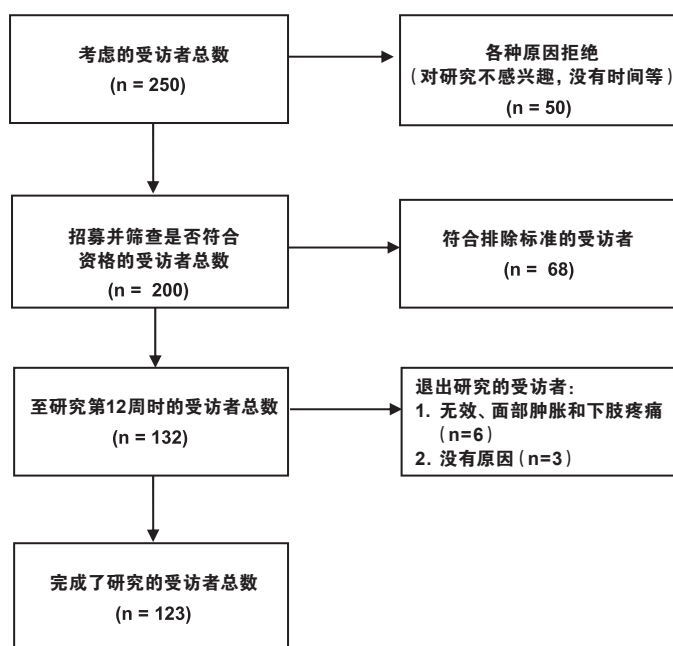 考虑的受访者总数
(n = 250)
各种原因拒绝
(对研究不感兴趣, 没有时间等)
(n = 50)
招募并筛查是否符合
资格的受访者总数
(n = 200)
符合排除标准的受访者
(n = 68)
至研究第12周时的受访者总数
(n = 132)
退出研究的受访者:
1. 无效、面部肿胀和下肢疼痛
(n=6)
2. 没有原因(n=3)
完成了研究的受访者总数
(n = 123)